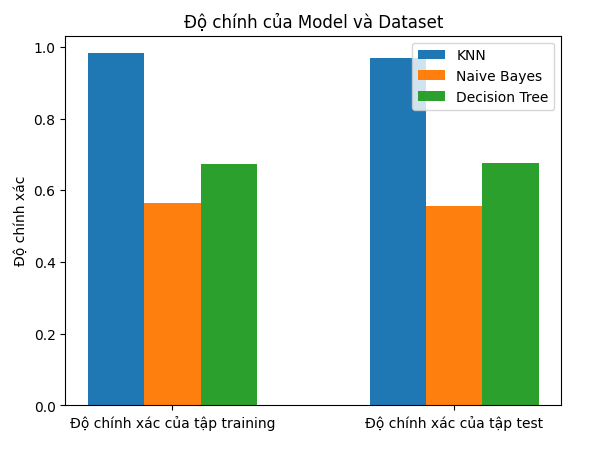 Độ chính của Model và Dataset
Độ chính xác
1.0
0.8
0.6
0.4
0.2
0.0
KNN
Naive Bayes
Decision Tree
Độ chính xác của tập training
Độ chính xác của tập test